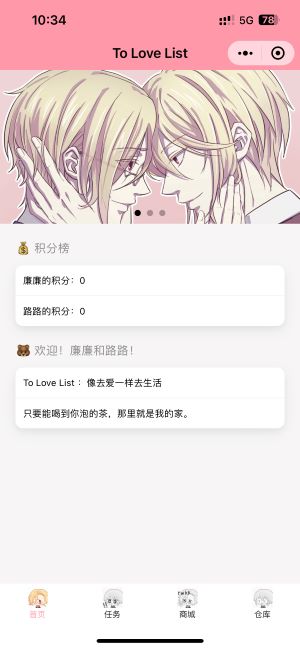 10:34
5G 78
To Love List
💰 积分榜
廉廉的积分：0
路路的积分：0
🐻 欢迎！廉廉和路路！
To Love List ：像去爱一样去生活
只要能喝到你泡的茶，那里就是我的家。
首页 任务 商城 仓库